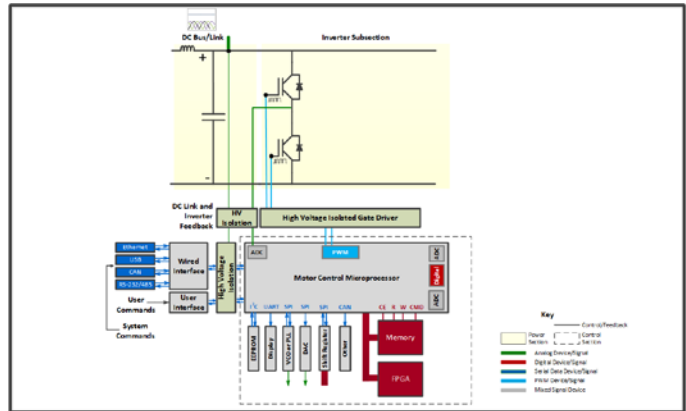 DC Bus/Link
Inverter Subsection
+
-
DC Link and
Inverter
Feedback
HV
Isolation
High Voltage Isolated Gate Driver
Ethernet
USB
CAN
RS-232/485
Wired
Interface
User
Interface
High Voltage
Isolation
User
Commands
System
Commands
ADC
PWM
ADC
Digital
ADC
Motor Control Microprocessor
I²C
UART
SPI
SPI
SPI
CAN
CE R W CMD
EEPROM
Display
VCO or PLL
DAC
Shift Register
Other
Memory
FPGA
Key
Power
Section
Control/Feedback
Control
Section
Analog Device/Signal
Digital Device/Signal
Serial Data Device/Signal
PWM Device/Signal
Mixed Signal Device